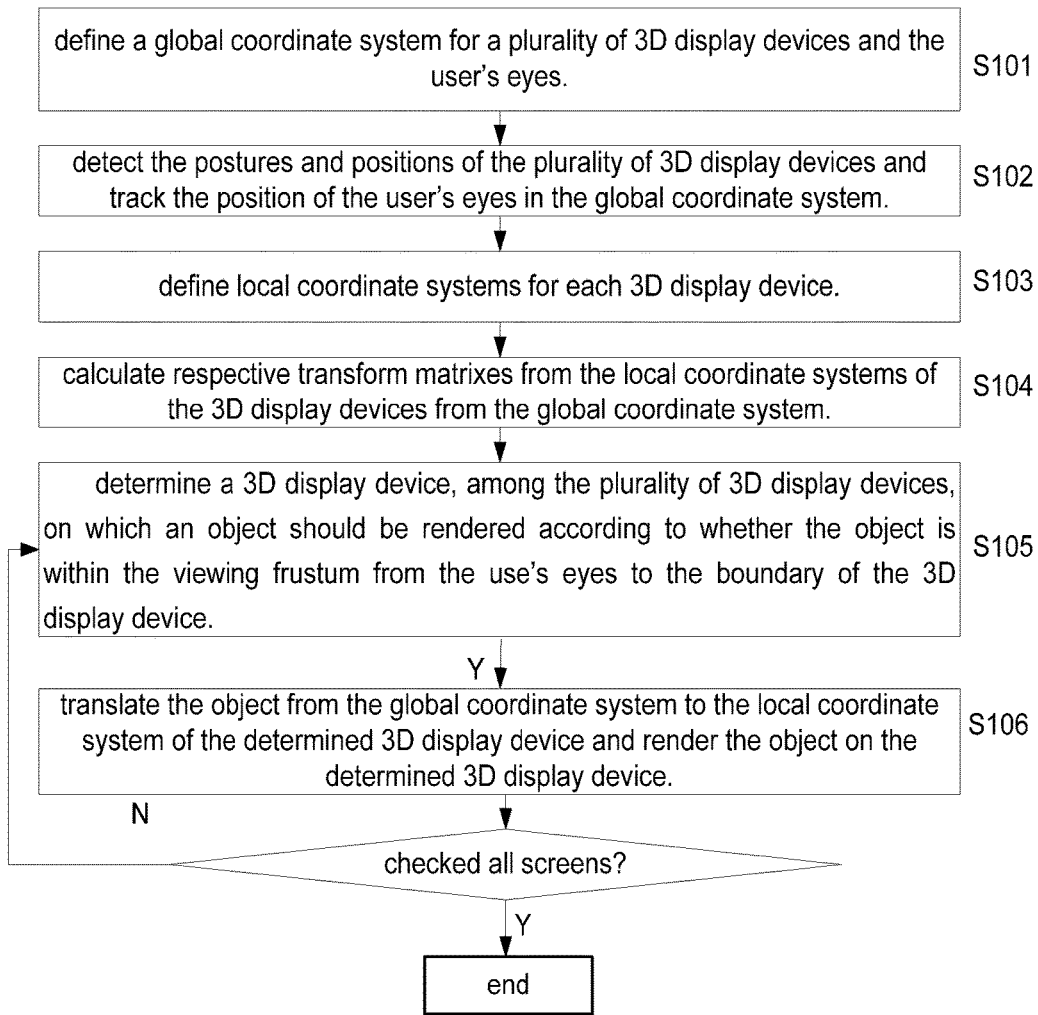 define a global coordinate system for a plurality of 3D display devices and the
user's eyes.
S101
detect the postures and positions of the plurality of 3D display devices and
track the position of the user's eyes in the global coordinate system.
S102
define local coordinate systems for each 3D display device.
S103
calculate respective transform matrixes from the local coordinate systems of
the 3D display devices from the global coordinate system.
S104
determine a 3D display device, among the plurality of 3D display devices,
on which an object should be rendered according to whether the object is
within the viewing frustum from the use's eyes to the boundary of the 3D
display device.
S105
Y
translate the object from the global coordinate system to the local coordinate
system of the determined 3D display device and render the object on the
determined 3D display device.
S106
N
checked all screens?
Y
end